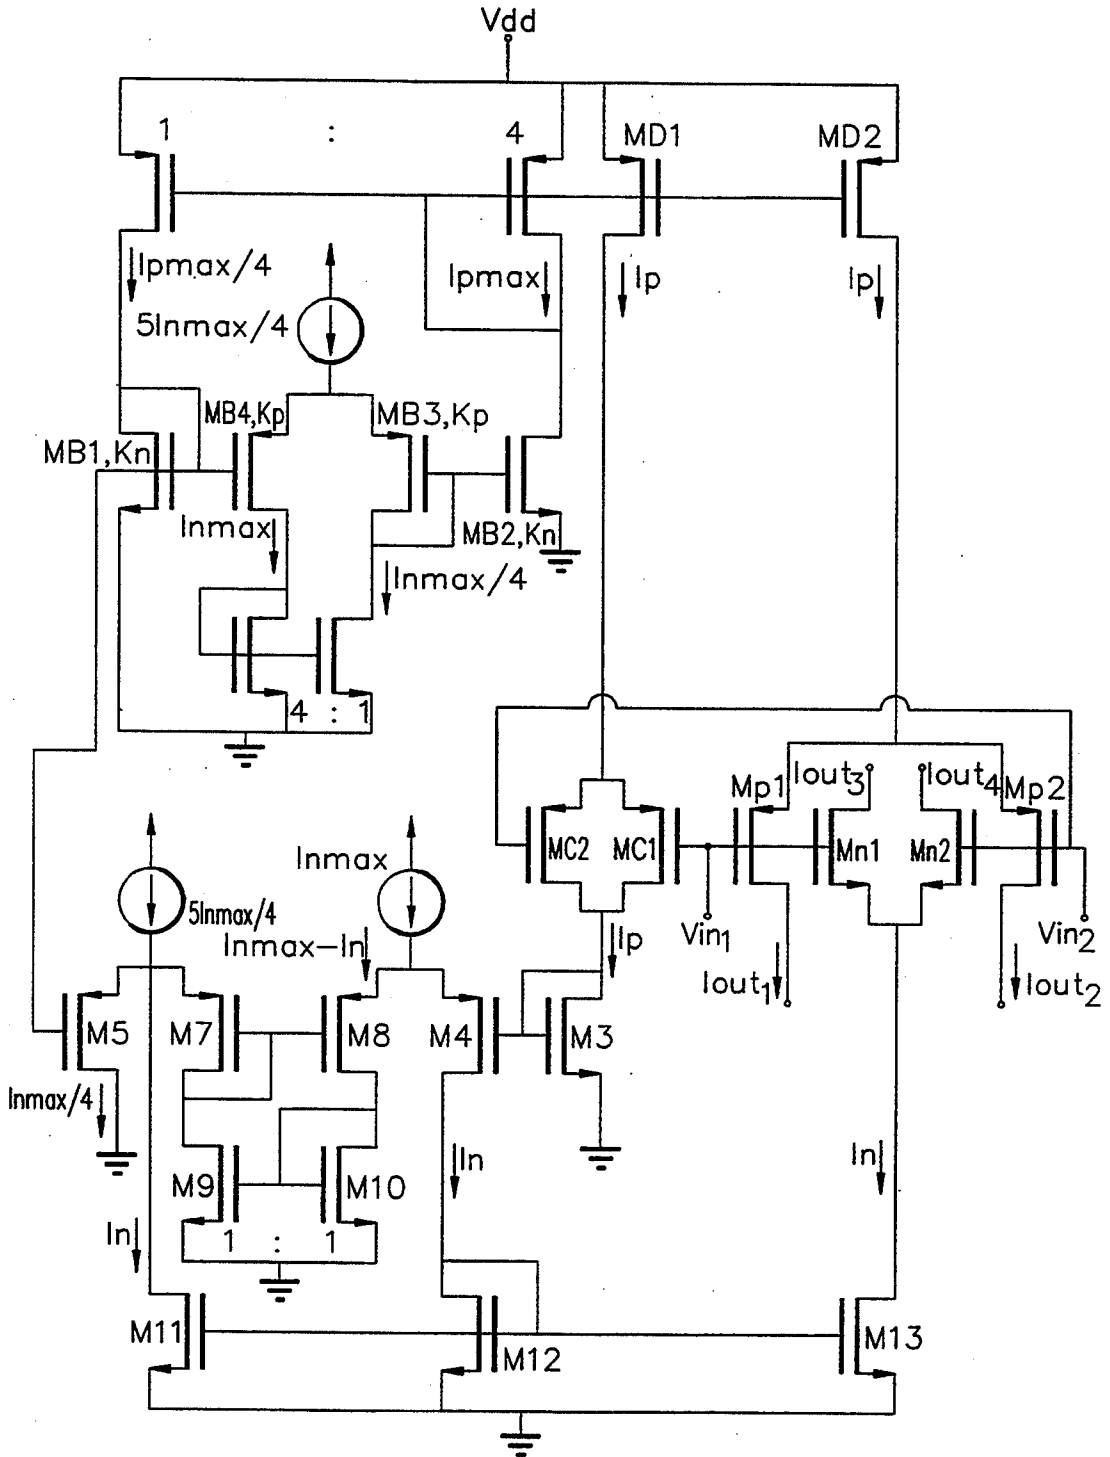 Vdd
1 : 4
MD1
MD2
Ipmax/4
Ipmax
Ip
Ip
5Inmax/4
MB4,Kp
MB3,Kp
MB1,Kn
MB2,Kn
Inmax
Inmax/4
4 : 1
Mp1
Iout3
Iout4
Mp2
MC2
MC1
Mn1
Mn2
Inmax
5Inmax/4
Inmax-In
Ip
Vin1
Vin2
Iout1
Iout2
M5
M7
M8
M4
M3
Inmax/4
In
In
M9
M10
1 : 1
In
M11
M12
M13